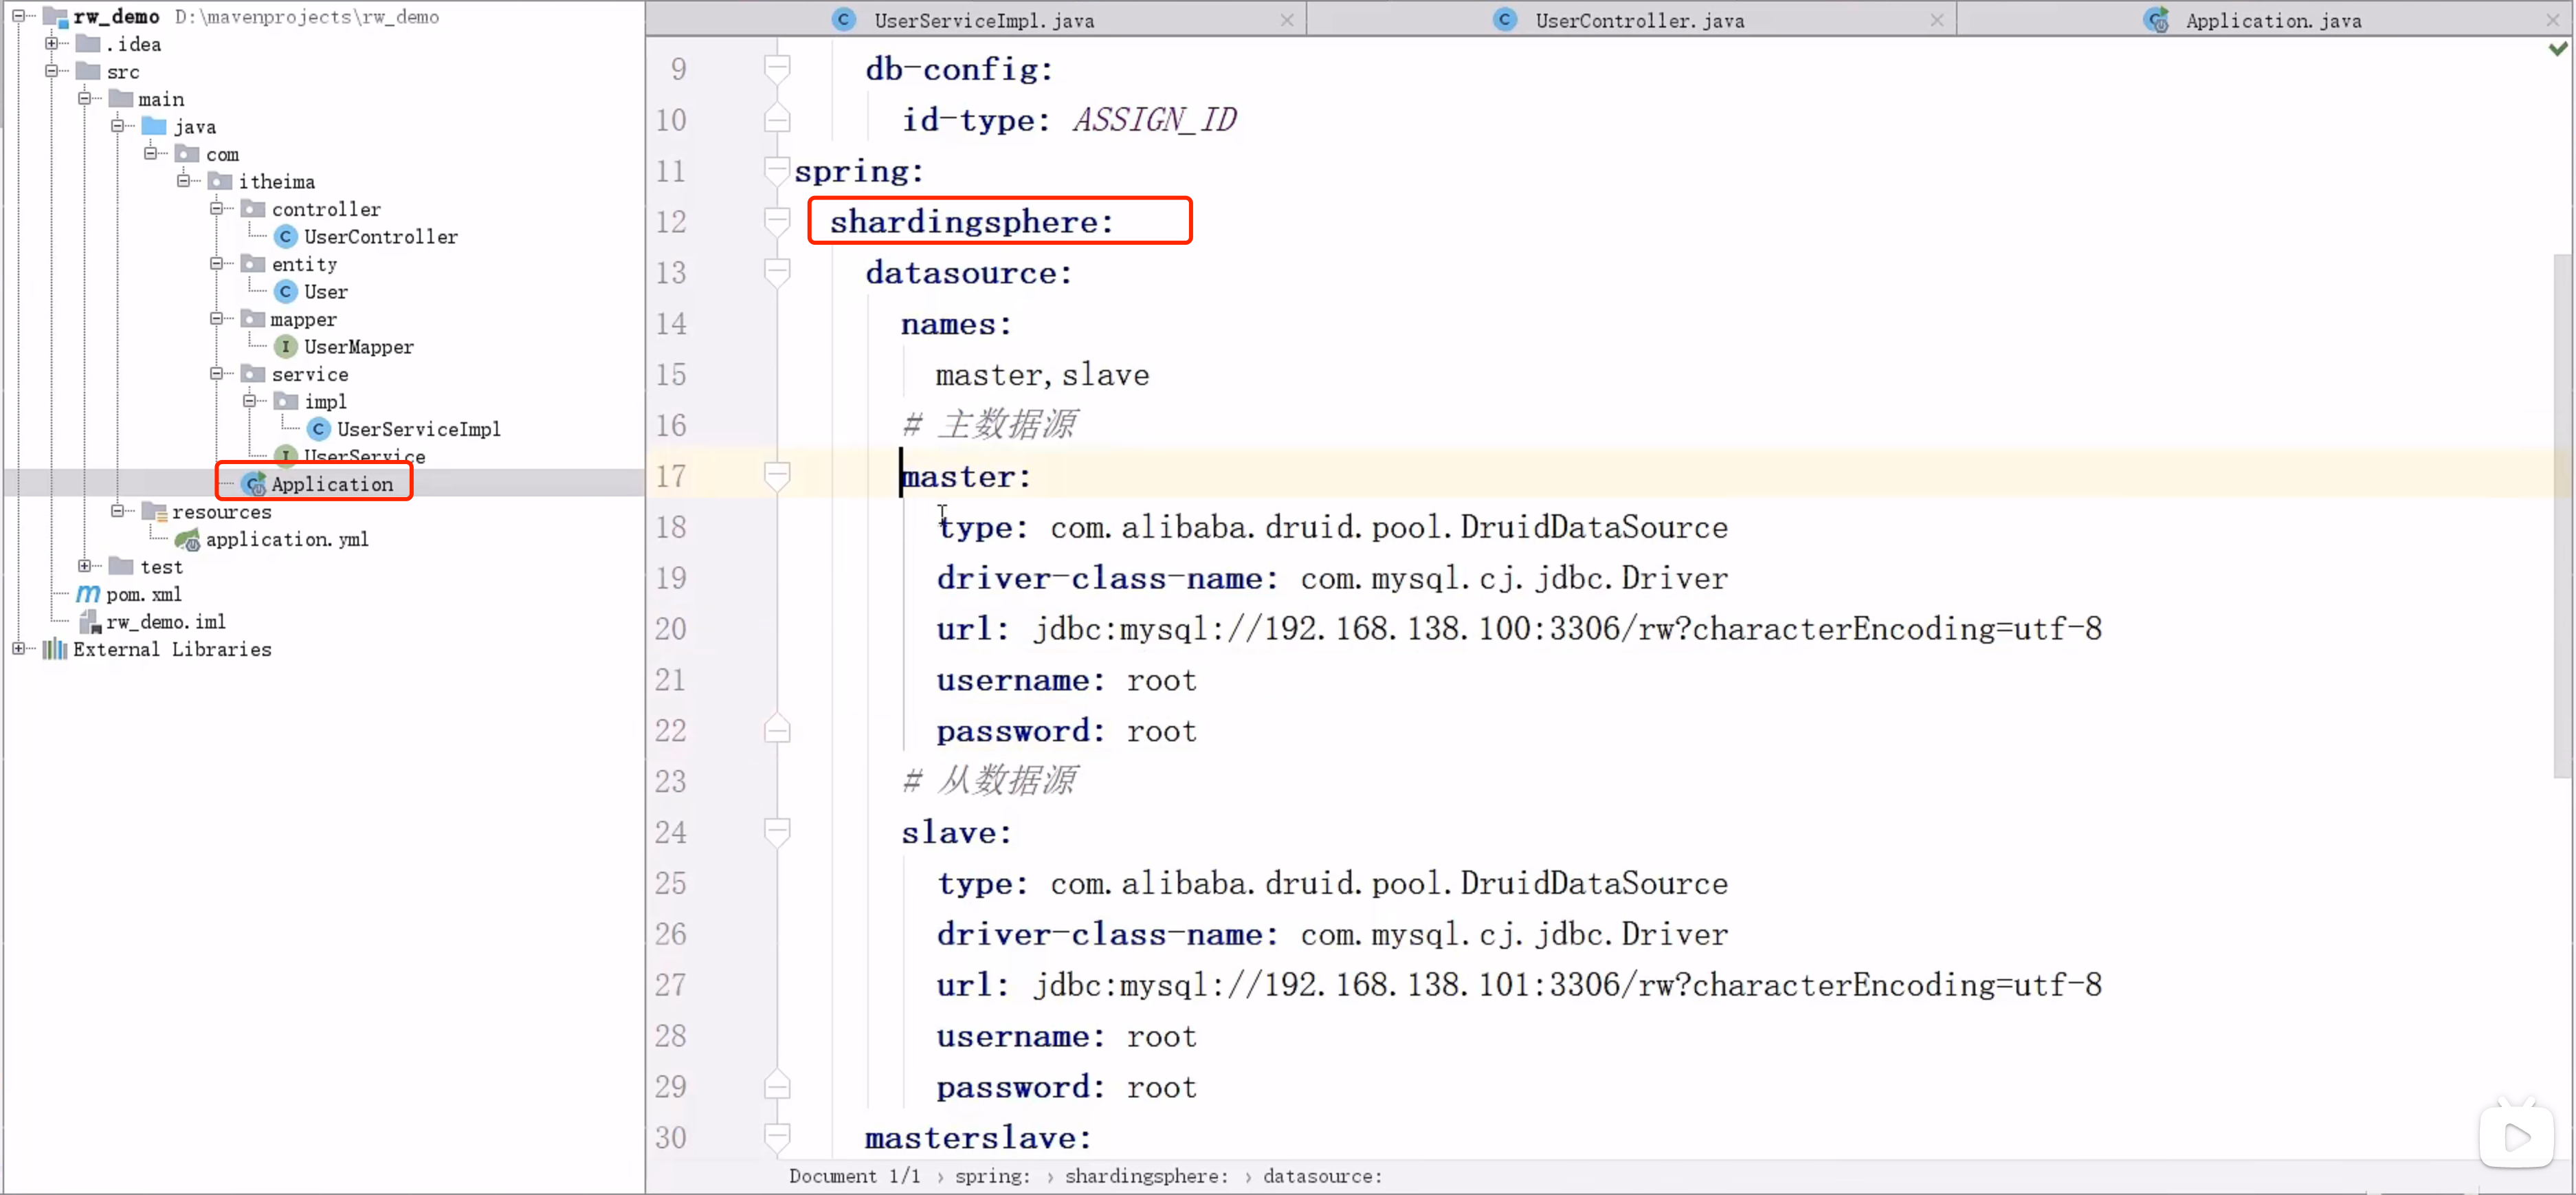 rw_demo D:\mavenprojects\rw_demo
.idea
src
main
java
com
itheima
controller
UserController
entity
User
mapper
UserMapper
service
impl
UserServiceImpl
UserService
Application
resources
application.yml
test
pom.xml
rw_demo.iml
External Libraries
UserServiceImpl.java
UserController.java
Application.java
9 db-config:
10 id-type: ASSIGN_ID
11 spring:
12 shardingsphere:
13 datasource:
14 names:
15 master,slave
16 # 主数据源
17 master:
18 type: com.alibaba.druid.pool.DruidDataSource
19 driver-class-name: com.mysql.cj.jdbc.Driver
20 url: jdbc:mysql://192.168.138.100:3306/rw?characterEncoding=utf-8
21 username: root
22 password: root
23 # 从数据源
24 slave:
25 type: com.alibaba.druid.pool.DruidDataSource
26 driver-class-name: com.mysql.cj.jdbc.Driver
27 url: jdbc:mysql://192.168.138.101:3306/rw?characterEncoding=utf-8
28 username: root
29 password: root
30 masterslave:
Document 1/1 › spring: › shardingsphere: › datasource: